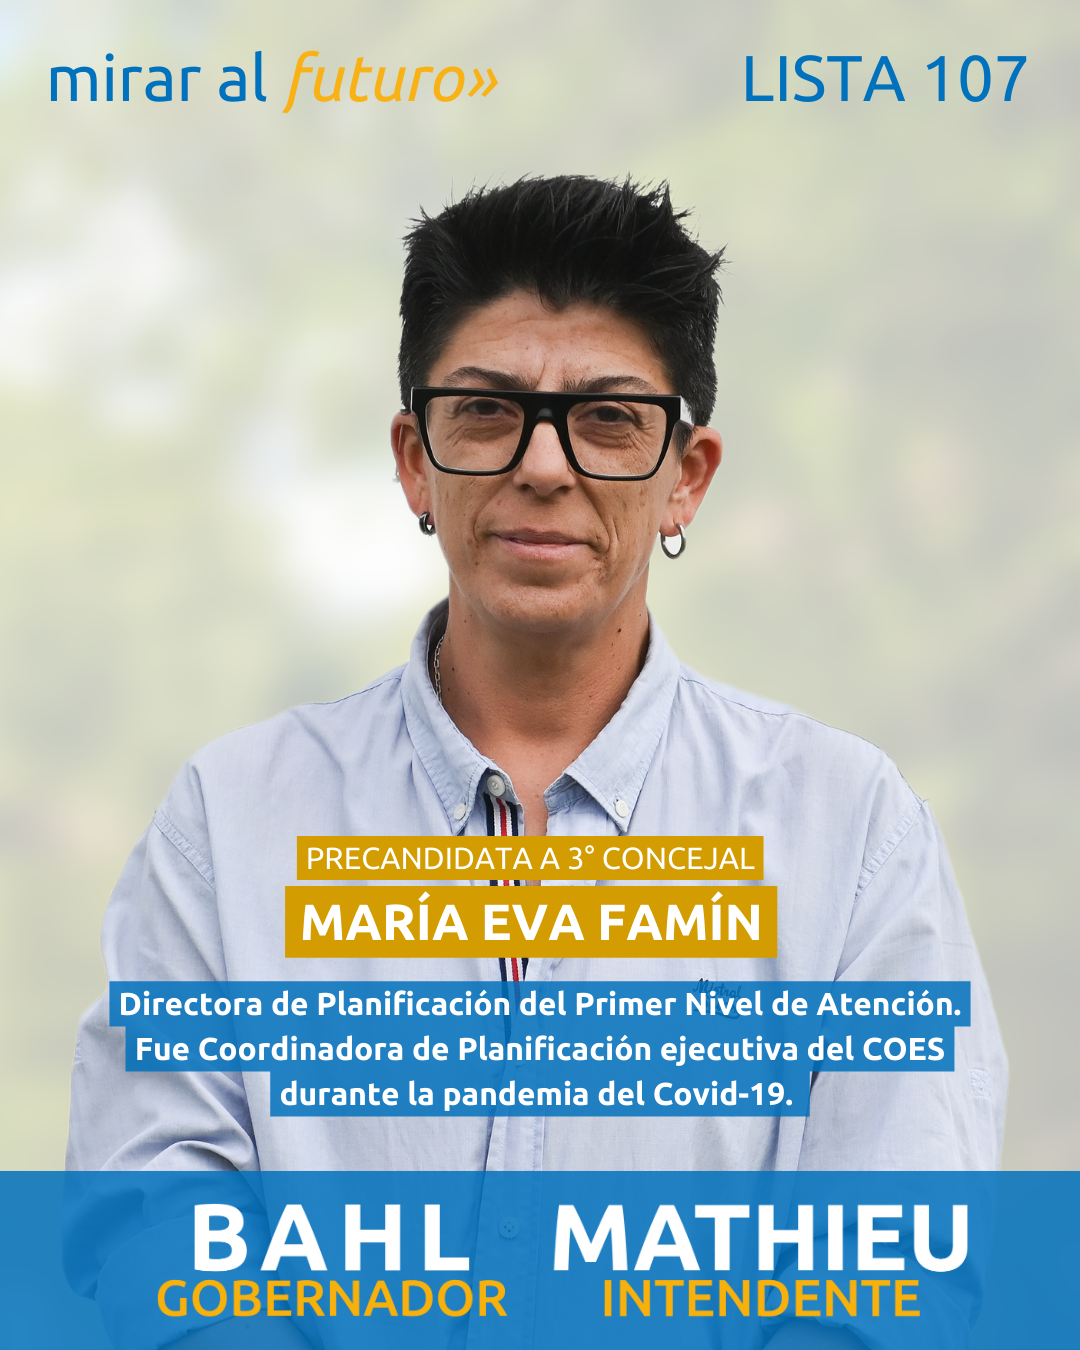 mirar al futuro»
LISTA 107
PRECANDIDATA A 3° CONCEJAL
MARÍA EVA FAMÍN
Mistral
Directora de Planificación del Primer Nivel de Atención.
Fue Coordinadora de Planificación ejecutiva del COES
durante la pandemia del Covid-19.
BAHL MATHIEU
GOBERNADOR INTENDENTE